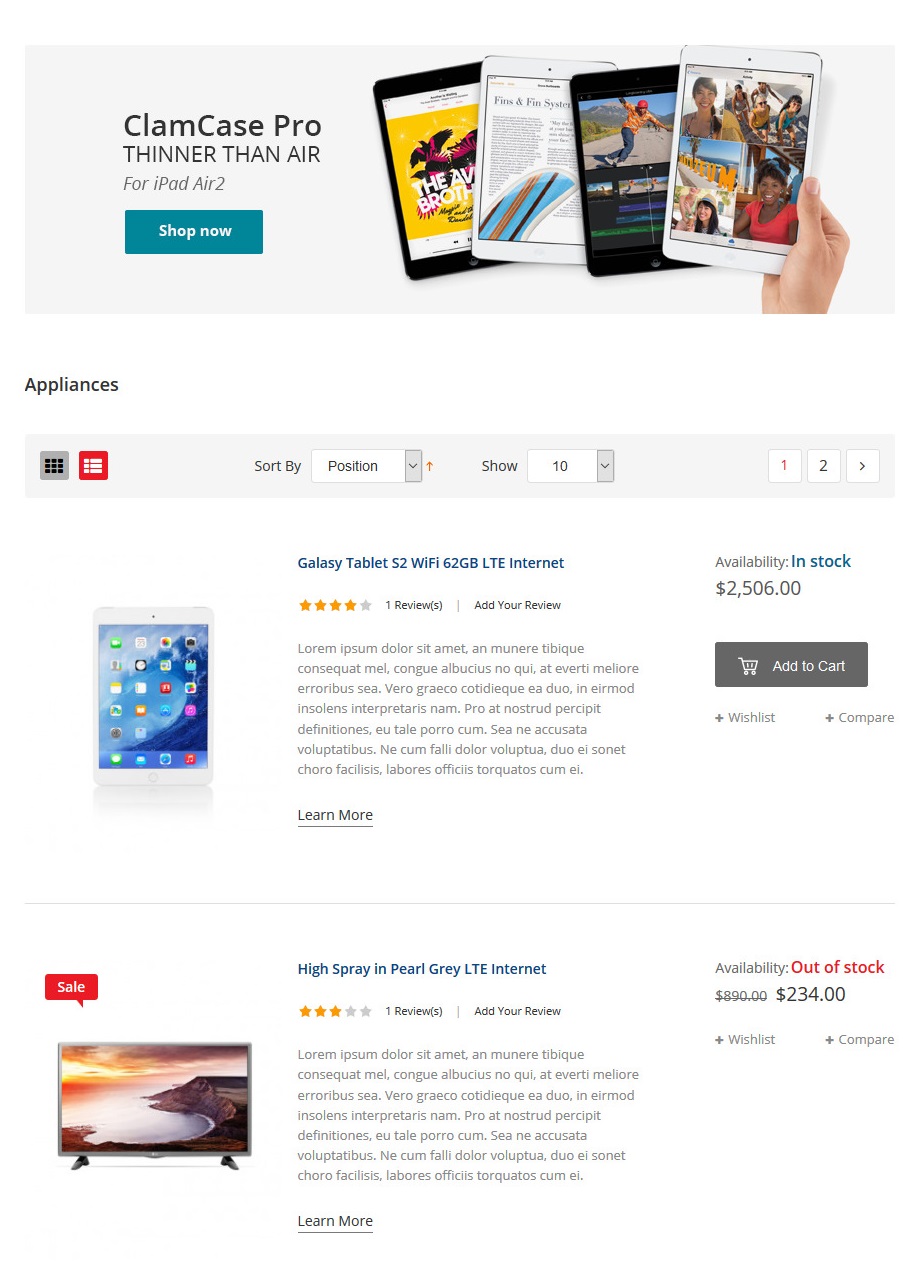 ClamCase Pro
THINNER THAN AIR
For iPad Air2
Shop now
Fins & Fin System
THE AV
BROTH
Appliances
Sort By Position Show 10 1 2
Galasy Tablet S2 WiFi 62GB LTE Internet
1 Review(s) | Add Your Review
Lorem ipsum dolor sit amet, an munere tibique
consequat mel, congue albucius no qui, at everti meliore
erroribus sea. Vero graeco cotidieque ea duo, in eirmod
insolens interpretaris nam. Pro at nostrud percipit
definitiones, eu tale porro cum. Sea ne accusata
voluptatibus. Ne cum falli dolor voluptua, duo ei sonet
choro facilisis, labores officiis torquatos cum ei.
Learn More
Availability: In stock
$2,506.00
Add to Cart
+ Wishlist + Compare
Sale
High Spray in Pearl Grey LTE Internet
1 Review(s) | Add Your Review
Lorem ipsum dolor sit amet, an munere tibique
consequat mel, congue albucius no qui, at everti meliore
erroribus sea. Vero graeco cotidieque ea duo, in eirmod
insolens interpretaris nam. Pro at nostrud percipit
definitiones, eu tale porro cum. Sea ne accusata
voluptatibus. Ne cum falli dolor voluptua, duo ei sonet
choro facilisis, labores officiis torquatos cum ei.
Learn More
Availability: Out of stock
$890.00 $234.00
+ Wishlist + Compare